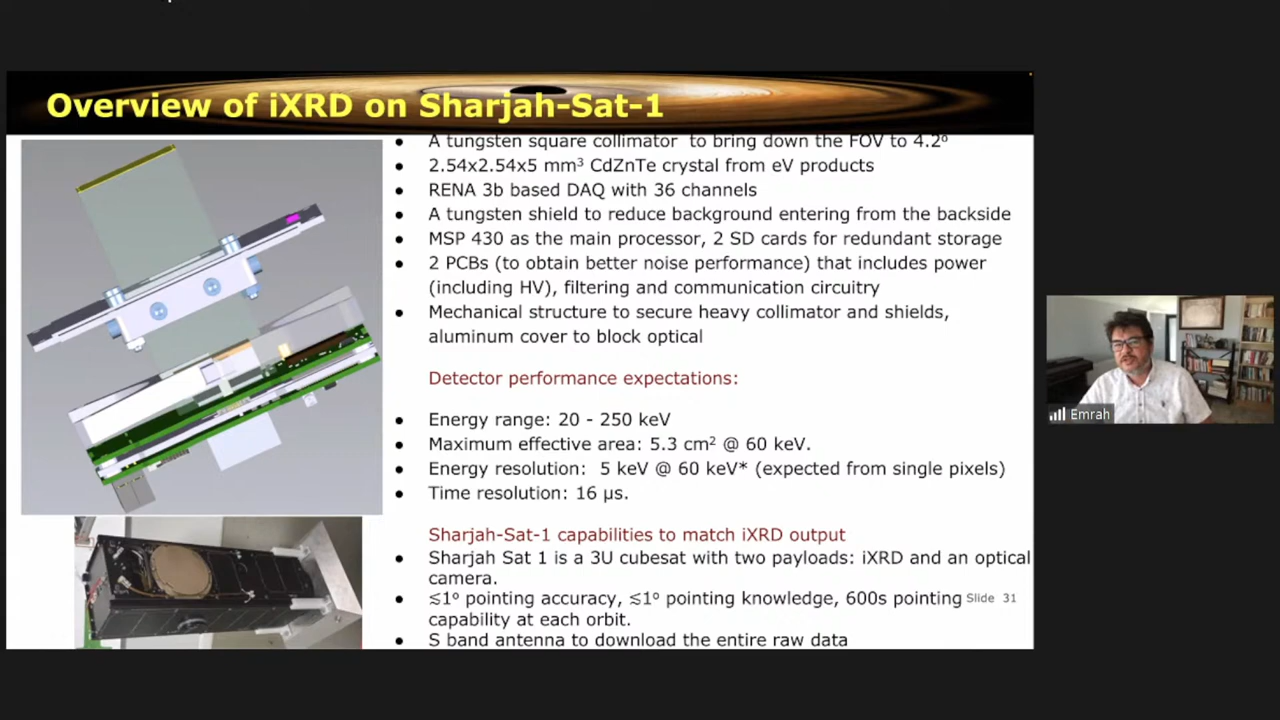 Overview of iXRD on Sharjah-Sat-1
• A tungsten square collimator to bring down the FOV to 4.2º
• 2.54x2.54x5 mm³ CdZnTe crystal from eV products
• RENA 3b based DAQ with 36 channels
• A tungsten shield to reduce background entering from the backside
• MSP 430 as the main processor, 2 SD cards for redundant storage
• 2 PCBs (to obtain better noise performance) that includes power
(including HV), filtering and communication circuitry
• Mechanical structure to secure heavy collimator and shields,
aluminum cover to block optical
Detector performance expectations:
• Energy range: 20 - 250 keV
• Maximum effective area: 5.3 cm² @ 60 keV.
• Energy resolution: 5 keV @ 60 keV* (expected from single pixels)
• Time resolution: 16 µs.
Sharjah-Sat-1 capabilities to match iXRD output
• Sharjah Sat 1 is a 3U cubesat with two payloads: iXRD and an optical
camera.
• ≲1º pointing accuracy, ≲1º pointing knowledge, 600s pointing
capability at each orbit.
• S band antenna to download the entire raw data
Slide 31
Emrah